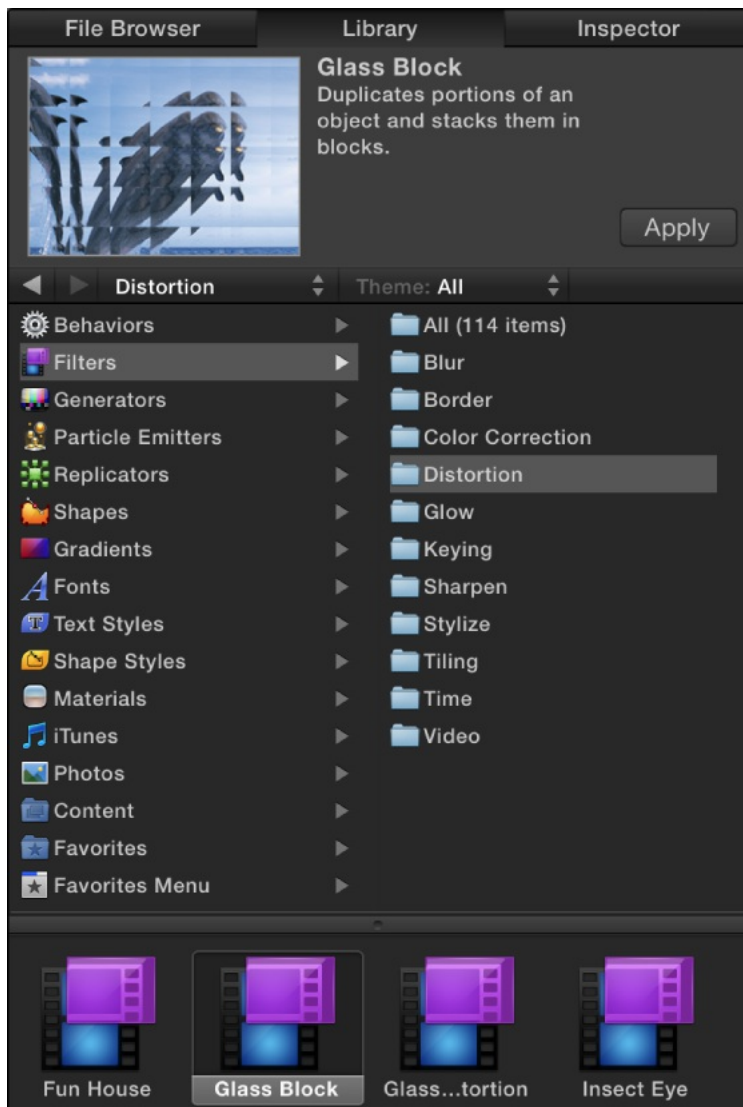 File Browser
Library
Inspector
Glass Block
Duplicates portions of an
object and stacks them in
blocks.
Apply
Distortion
Theme: All
Behaviors
Filters
Generators
Particle Emitters
Replicators
Shapes
Gradients
Fonts
Text Styles
Shape Styles
Materials
iTunes
Photos
Content
Favorites
Favorites Menu
All (114 items)
Blur
Border
Color Correction
Distortion
Glow
Keying
Sharpen
Stylize
Tiling
Time
Video
Fun House
Glass Block
Glass...tortion
Insect Eye